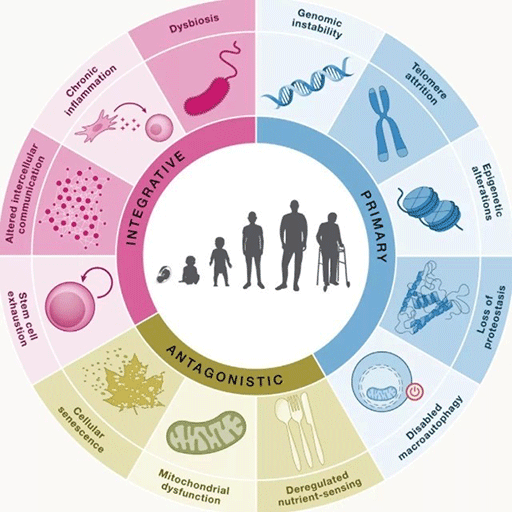 Genomic
instability
Telomere
attrition
Epigenetic
alterations
Loss of
proteostasis
Disabled
macroautophagy
Deregulated
nutrient-sensing
Mitochondrial
dysfunction
Cellular
senescence
Stem cell
exhaustion
Altered intercellular
communication
Chronic
inflammation
Dysbiosis
PRIMARY
ANTAGONISTIC
INTEGRATIVE